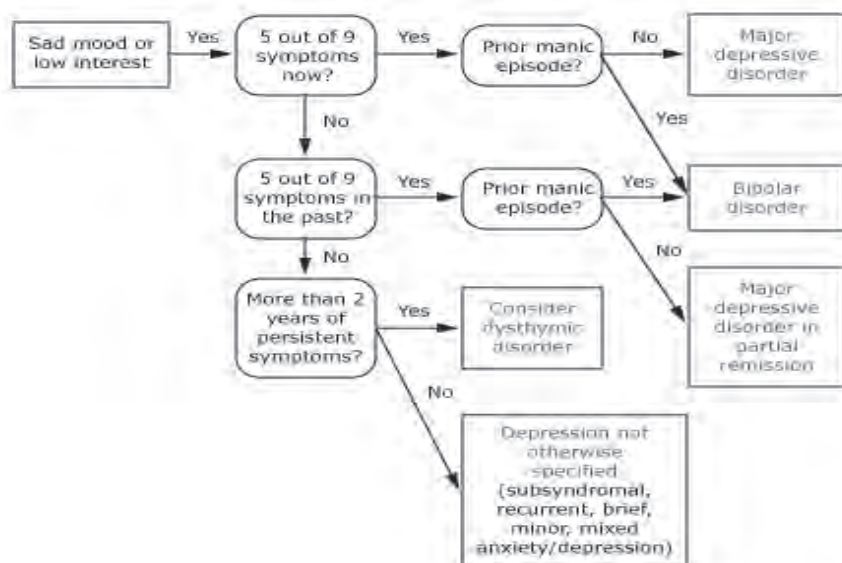 Sad mood or
low interest
Yes
5 out of 9
symptoms
now?
Yes
Prior manic
episode?
No
Major
depressive
disorder
Yes
No
5 out of 9
symptoms in
the past?
Yes
Prior manic
episode?
Yes
Bipolar
disorder
No
No
More than 2
years of
persistent
symptoms?
Yes
Consider
dysthymic
disorder
Major
depressive
disorder in
partial
remission
No
Depression not
otherwise
specified
(subsyndromal,
recurrent, brief,
minor, mixed
anxiety/depression)